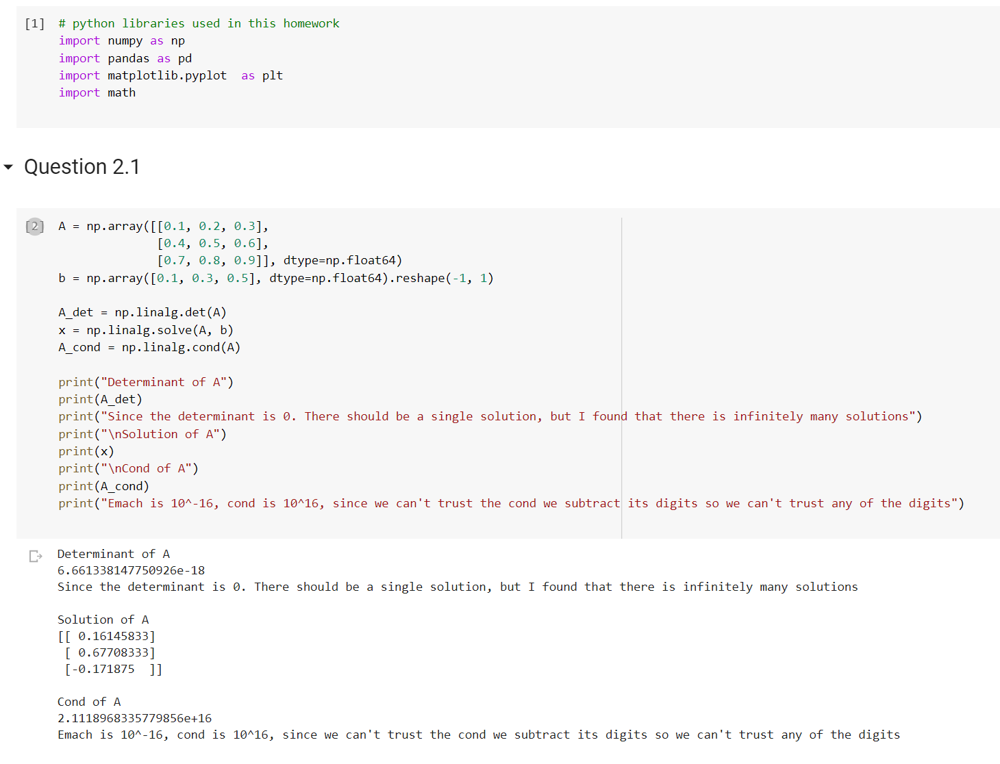 [1] # python libraries used in this homework
import numpy as np
import pandas as pd
import matplotlib.pyplot  as plt
import math
Question 2.1
[2] A = np.array([[0.1, 0.2, 0.3],
[0.4, 0.5, 0.6],
[0.7, 0.8, 0.9]], dtype=np.float64)
b = np.array([0.1, 0.3, 0.5], dtype=np.float64).reshape(-1, 1)
A_det = np.linalg.det(A)
x = np.linalg.solve(A, b)
A_cond = np.linalg.cond(A)
print("Determinant of A")
print(A_det)
print("Since the determinant is 0. There should be a single solution, but I found that there is infinitely many solutions")
print("\nSolution of A")
print(x)
print("\nCond of A")
print(A_cond)
print("Emach is 10^-16, cond is 10^16, since we can't trust the cond we subtract its digits so we can't trust any of the digits")
Determinant of A
6.661338147750926e-18
Since the determinant is 0. There should be a single solution, but I found that there is infinitely many solutions
Solution of A
[[ 0.16145833]
[ 0.67708333]
[-0.171875  ]]
Cond of A
2.1118968335779856e+16
Emach is 10^-16, cond is 10^16, since we can't trust the cond we subtract its digits so we can't trust any of the digits